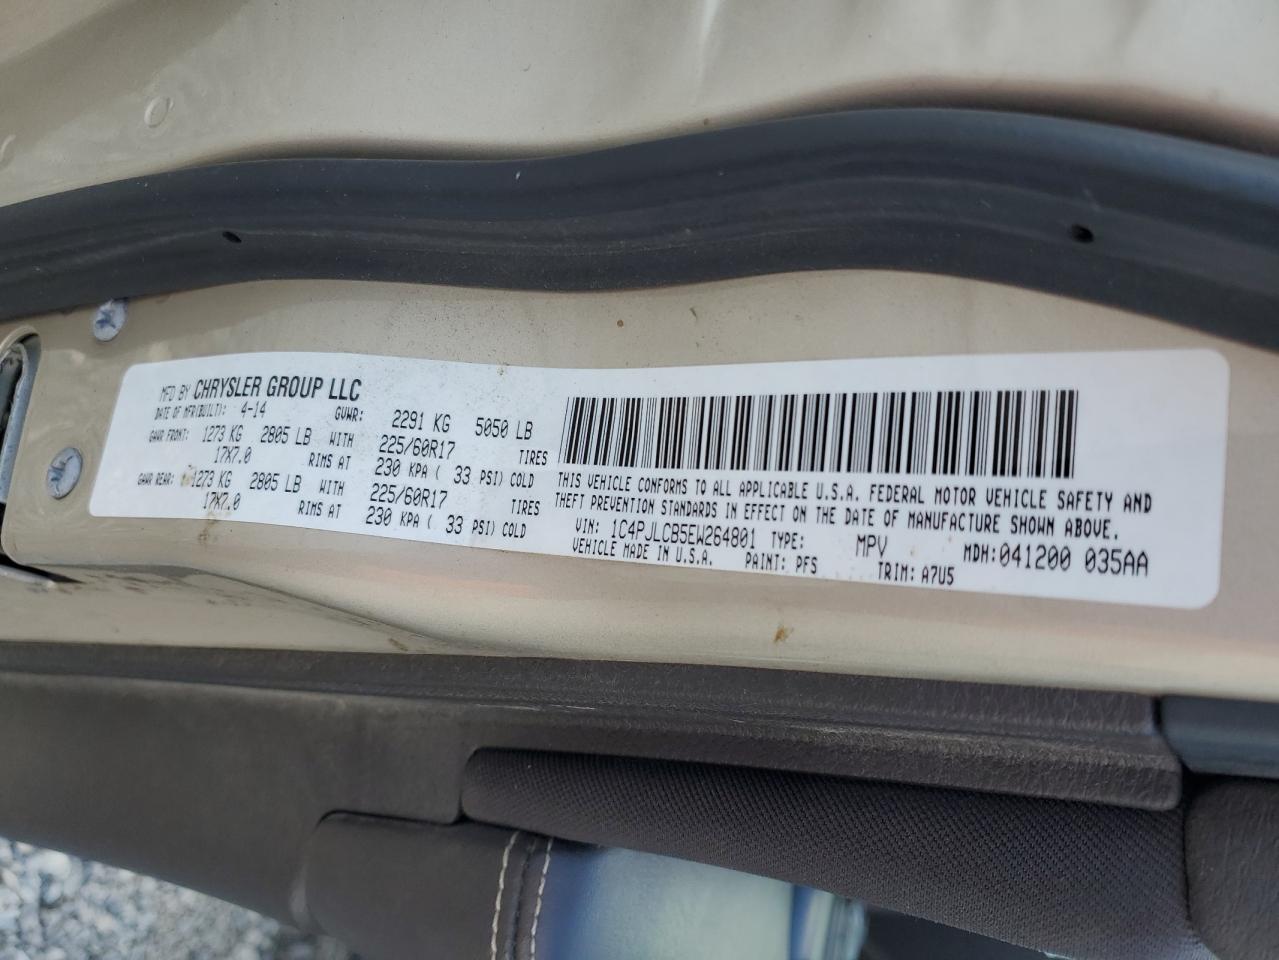 MFD BY CHRYSLER GROUP LLC
DATE OF MFR(BUILT): 4-14 GVWR: 2291 KG 5050 LB
GAWR FRONT: 1273 KG 2805 LB WITH 225/60R17 TIRES
17X7.0 RIMS AT 230 KPA ( 33 PSI) COLD
GAWR REAR: 1273 KG 2805 LB WITH 225/60R17 TIRES
17X7.0 RIMS AT 230 KPA ( 33 PSI) COLD
THIS VEHICLE CONFORMS TO ALL APPLICABLE U.S.A. FEDERAL MOTOR VEHICLE SAFETY AND
THEFT PREVENTION STANDARDS IN EFFECT ON THE DATE OF MANUFACTURE SHOWN ABOVE.
VIN: 1C4PJLCB5EW264801 TYPE: MPV MDH:041200 035AA
VEHICLE MADE IN U.S.A. PAINT: PFS TRIM: A7U5